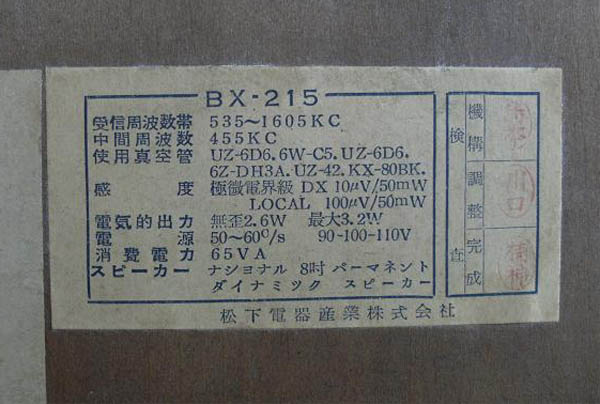 BX-215
受信周波数帯 535~1605KC
中間周波数 455KC
使用真空管 UZ-6D6. 6W-C5. UZ-6D6.
6Z-DH3A. UZ-42. KX-80BK.
感度 極微電界級 DX 10μV/50mW
LOCAL 100μV/50mW
電気的出力 無歪2.6W 最大3.2W
電源 50~60c/s 90-100-110V
消費電力 65VA
スピーカー ナショナル 8吋 パーマネント
ダイナミック スピーカー
松下電器産業株式会社
検査
機構
調整
完成
川口